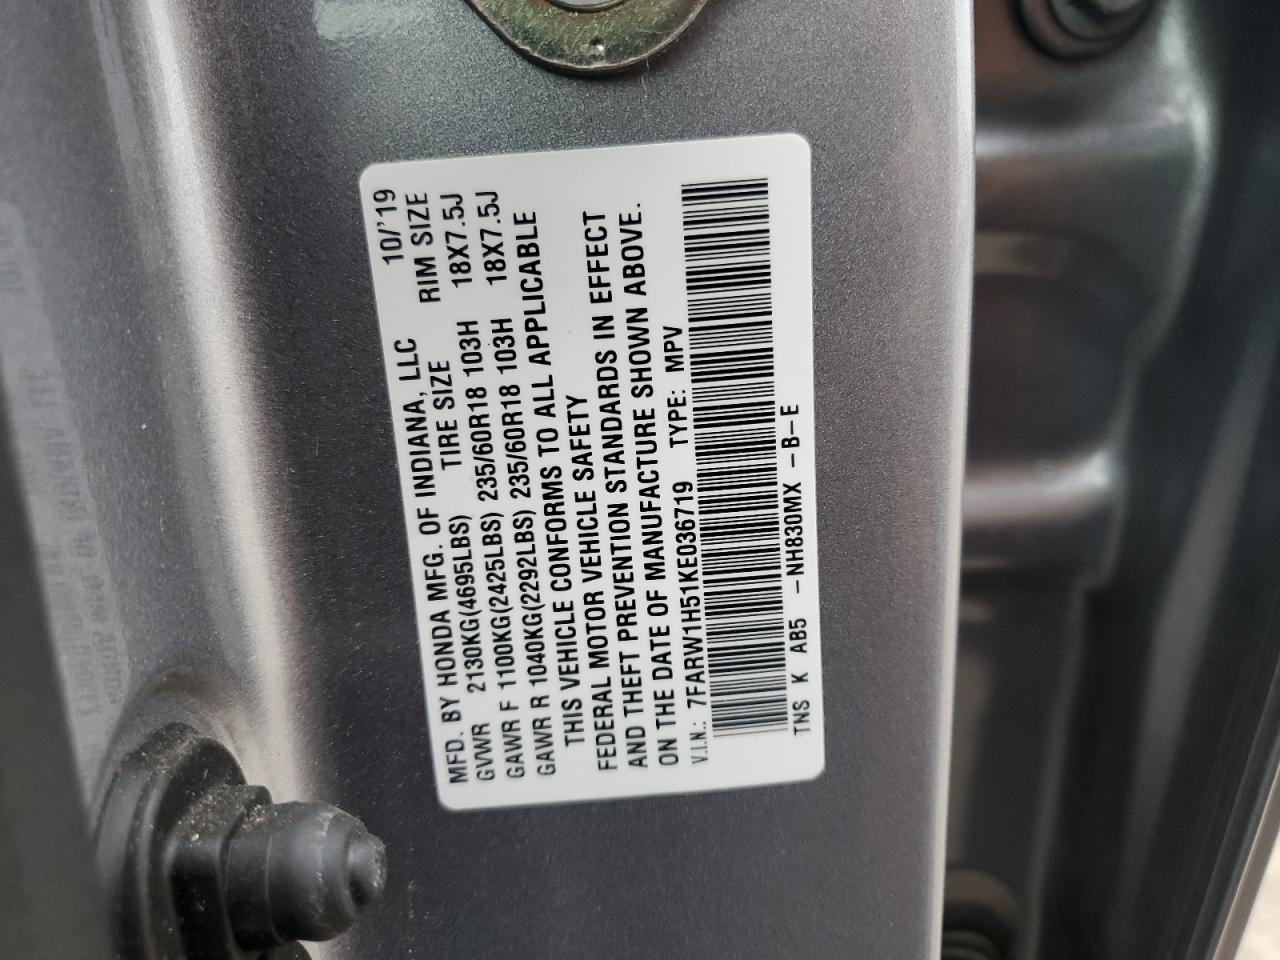 MFD. BY HONDA MFG. OF INDIANA, LLC 10/'19
GVWR 2130KG(4695LBS) TIRE SIZE RIM SIZE
GAWR F 1100KG(2425LBS) 235/60R18 103H 18X7.5J
GAWR R 1040KG(2292LBS) 235/60R18 103H 18X7.5J
THIS VEHICLE CONFORMS TO ALL APPLICABLE
FEDERAL MOTOR VEHICLE SAFETY
AND THEFT PREVENTION STANDARDS IN EFFECT
ON THE DATE OF MANUFACTURE SHOWN ABOVE.
V.I.N.: 7FARW1H51KE036719 TYPE: MPV
TNS K AB5 -NH830MX -B-E